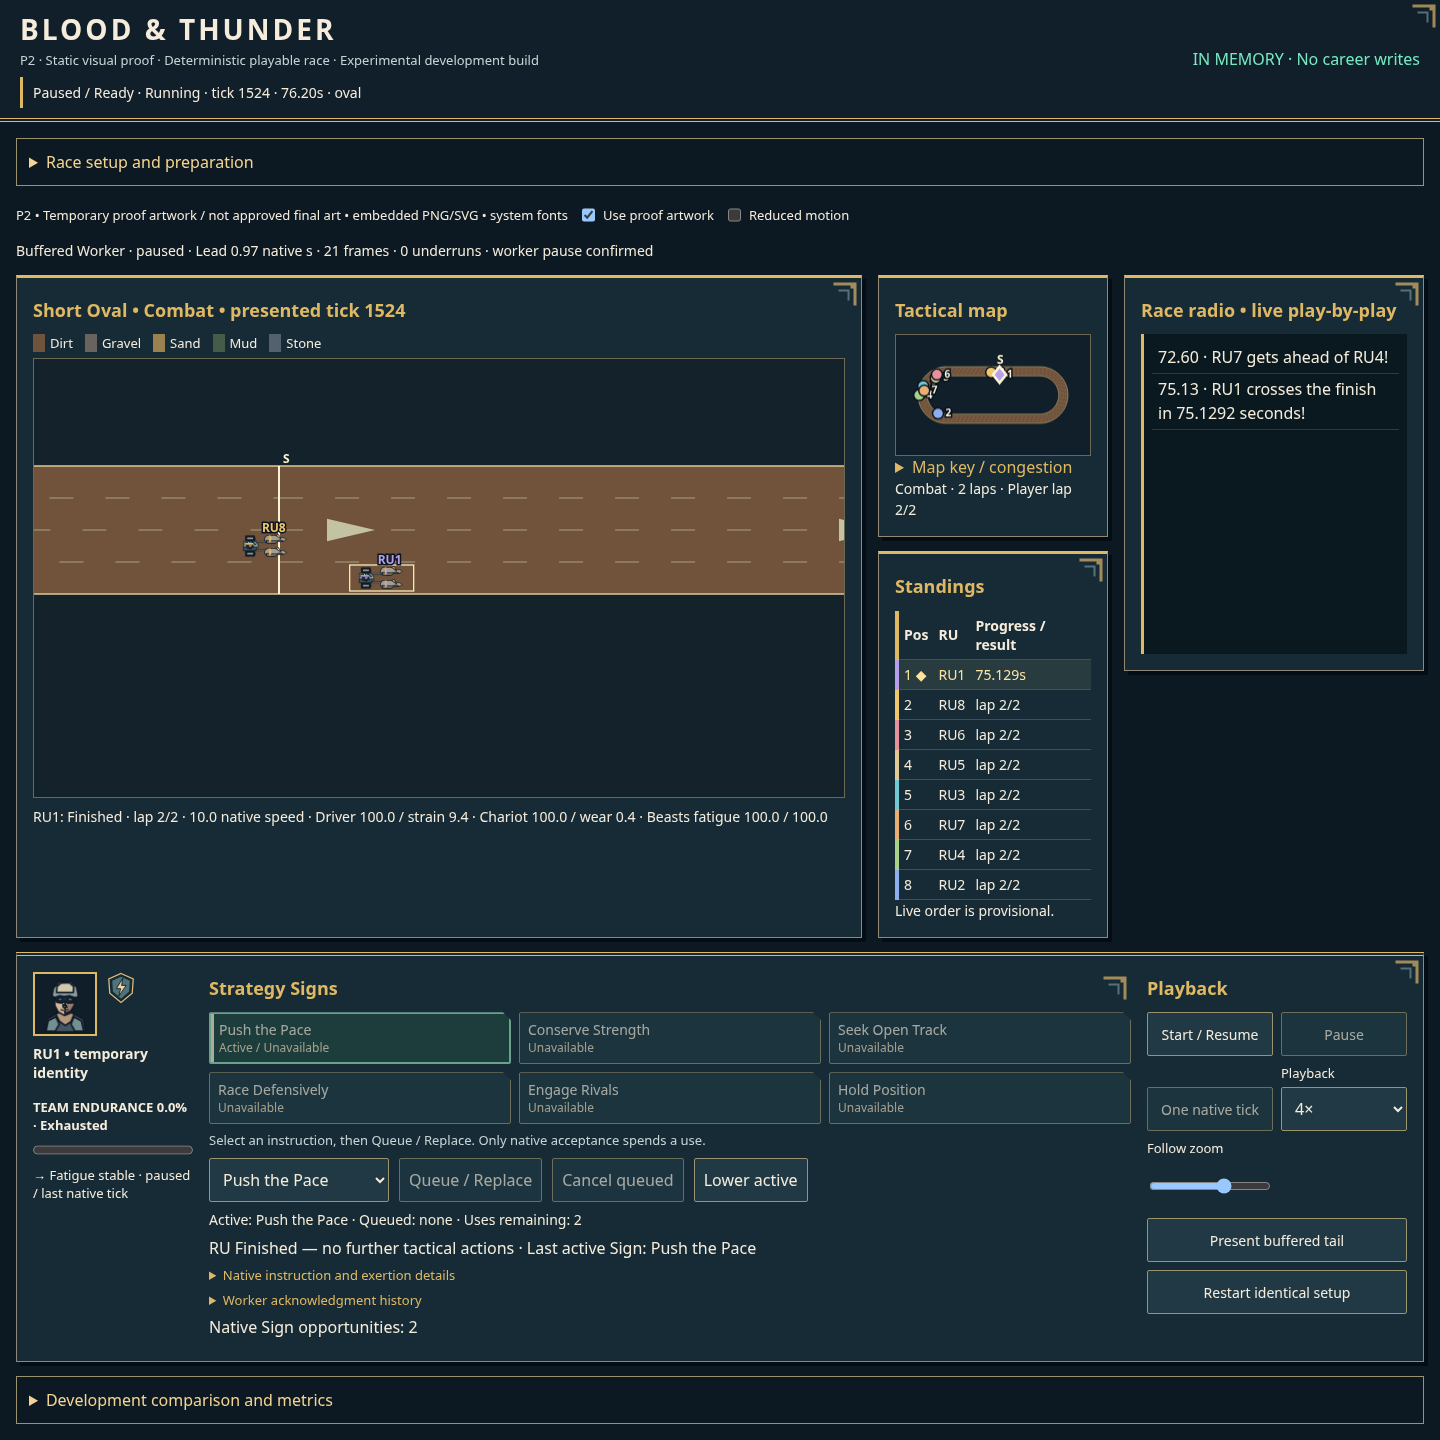 BLOOD & THUNDER
P2 · Static visual proof · Deterministic playable race · Experimental development build
IN MEMORY · No career writes
Paused / Ready · Running · tick 1524 · 76.20s · oval
▶ Race setup and preparation
P2 • Temporary proof artwork / not approved final art • embedded PNG/SVG • system fonts
Use proof artwork
Reduced motion
Buffered Worker · paused · Lead 0.97 native s · 21 frames · 0 underruns · worker pause confirmed
Short Oval • Combat • presented tick 1524
Dirt
Gravel
Sand
Mud
Stone
S
RU8
RU1
RU1: Finished · lap 2/2 · 10.0 native speed · Driver 100.0 / strain 9.4 · Chariot 100.0 / wear 0.4 · Beasts fatigue 100.0 / 100.0
Tactical map
S
6
1
7
4
2
▶ Map key / congestion
Combat · 2 laps · Player lap
2/2
Standings
Pos RU Progress /
result
1 ◆ RU1 75.129s
2 RU8 lap 2/2
3 RU6 lap 2/2
4 RU5 lap 2/2
5 RU3 lap 2/2
6 RU7 lap 2/2
7 RU4 lap 2/2
8 RU2 lap 2/2
Live order is provisional.
Race radio • live play-by-play
72.60 · RU7 gets ahead of RU4!
75.13 · RU1 crosses the finish
in 75.1292 seconds!
RU1 • temporary
identity
TEAM ENDURANCE 0.0%
· Exhausted
→ Fatigue stable · paused
/ last native tick
Strategy Signs
Push the Pace
Active / Unavailable
Conserve Strength
Unavailable
Seek Open Track
Unavailable
Race Defensively
Unavailable
Engage Rivals
Unavailable
Hold Position
Unavailable
Select an instruction, then Queue / Replace. Only native acceptance spends a use.
Push the Pace
Queue / Replace
Cancel queued
Lower active
Active: Push the Pace · Queued: none · Uses remaining: 2
RU Finished — no further tactical actions · Last active Sign: Push the Pace
▶ Native instruction and exertion details
▶ Worker acknowledgment history
Native Sign opportunities: 2
Playback
Start / Resume
Pause
Playback
One native tick
4×
Follow zoom
Present buffered tail
Restart identical setup
▶ Development comparison and metrics